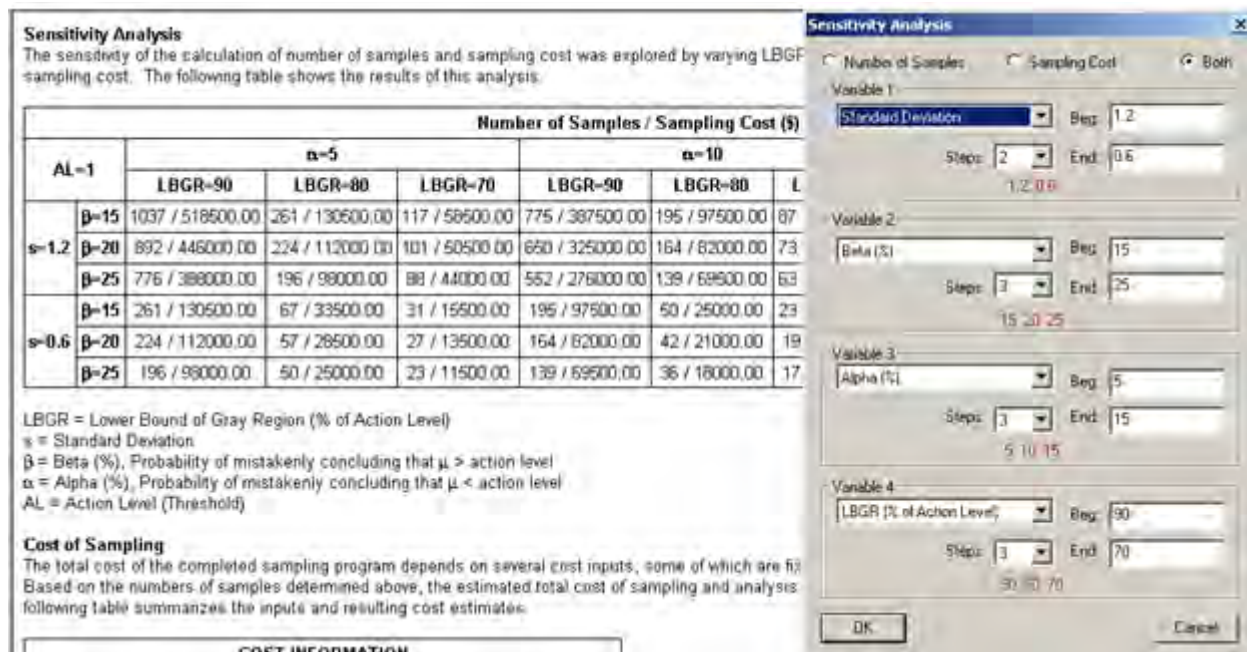 Sensitivity Analysis
The sensitivity of the calculation of number of samples and sampling cost was explored by varying LBGR
sampling cost. The following table shows the results of this analysis.
Number of Samples / Sampling Cost ($)
AL=1
α=5 α=10
LBGR=90 LBGR=80 LBGR=70 LBGR=90 LBGR=80 L
s=1.2 β=15 1037 / 518500.00 261 / 130500.00 117 / 58500.00 775 / 387500.00 195 / 97500.00 87
β=20 892 / 446000.00 224 / 112000.00 101 / 50500.00 650 / 325000.00 164 / 82000.00 73
β=25 776 / 388000.00 196 / 98000.00 88 / 44000.00 552 / 276000.00 139 / 69500.00 63
s=0.6 β=15 261 / 130500.00 67 / 33500.00 31 / 15500.00 195 / 97500.00 50 / 25000.00 23
β=20 224 / 112000.00 57 / 28500.00 27 / 13500.00 164 / 82000.00 42 / 21000.00 19
β=25 196 / 98000.00 50 / 25000.00 23 / 11500.00 139 / 69500.00 36 / 18000.00 17
LBGR = Lower Bound of Gray Region (% of Action Level)
s = Standard Deviation
β = Beta (%), Probability of mistakenly concluding that μ > action level
α = Alpha (%), Probability of mistakenly concluding that μ < action level
AL = Action Level (Threshold)
Cost of Sampling
The total cost of the completed sampling program depends on several cost inputs, some of which are fi
Based on the numbers of samples determined above, the estimated total cost of sampling and analysis
following table summarizes the inputs and resulting cost estimates.
COST INFORMATION
Sensitivity Analysis
Number of Samples Sampling Cost Both
Variable 1
Standard Deviation Beg: 1.2
Steps: 2 End: 0.6
1.2 0.6
Variable 2
Beta (%) Beg: 15
Steps: 3 End: 25
15 20 25
Variable 3
Alpha (%) Beg: 5
Steps: 3 End: 15
5 10 15
Variable 4
LBGR (% of Action Level) Beg: 90
Steps: 3 End: 70
90 80 70
OK Cancel